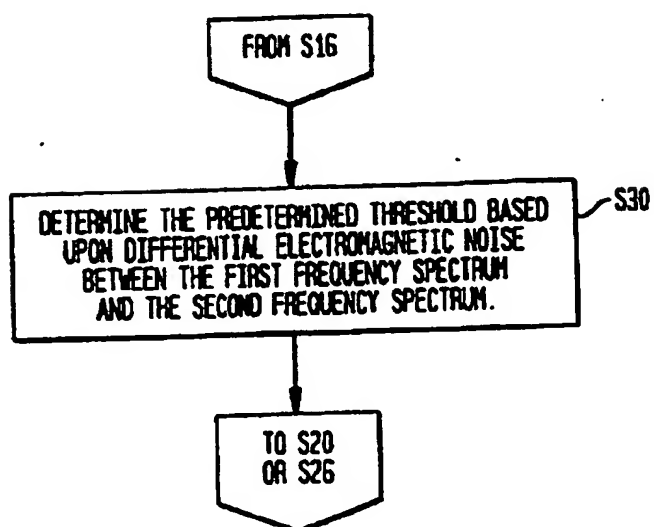 FROM S16
DETERMINE THE PREDETERMINED THRESHOLD BASED
UPON DIFFERENTIAL ELECTROMAGNETIC NOISE
BETWEEN THE FIRST FREQUENCY SPECTRUM
AND THE SECOND FREQUENCY SPECTRUM.
S30
TO S20
OR S26